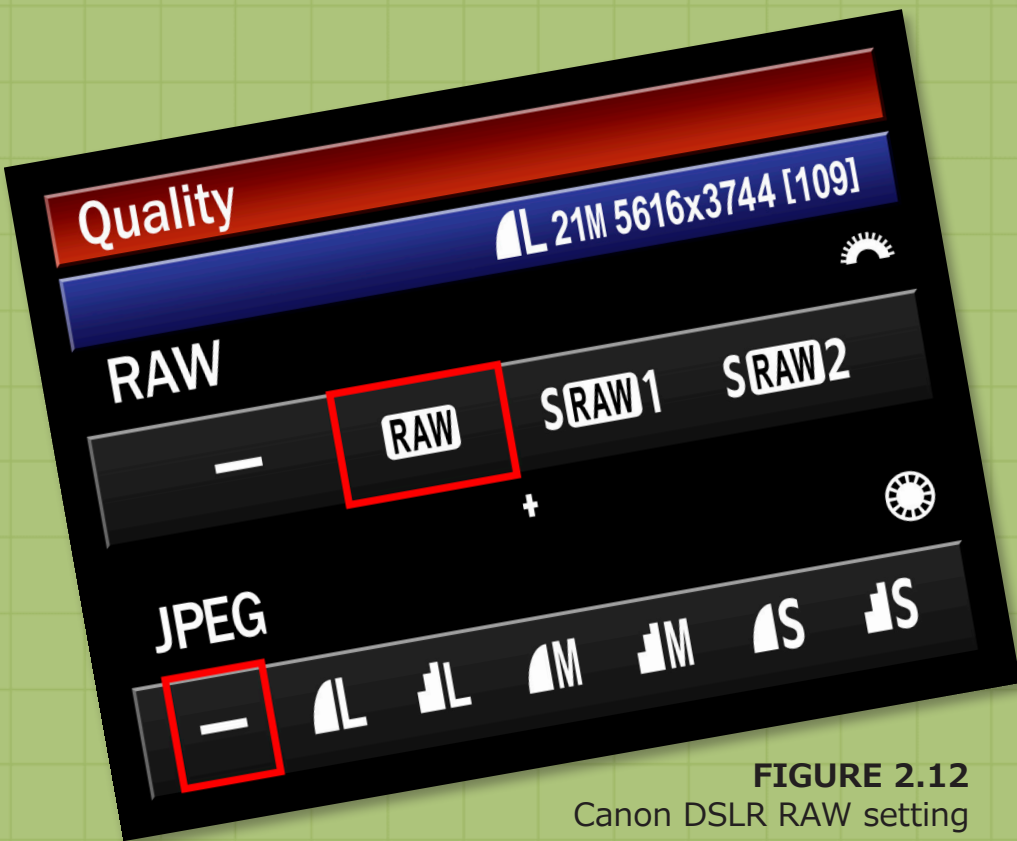 Quality
L 21M 5616x3744 [109]
RAW
— RAW SRAW1 SRAW2
+
JPEG
— L L M M S S
FIGURE 2.12
Canon DSLR RAW setting